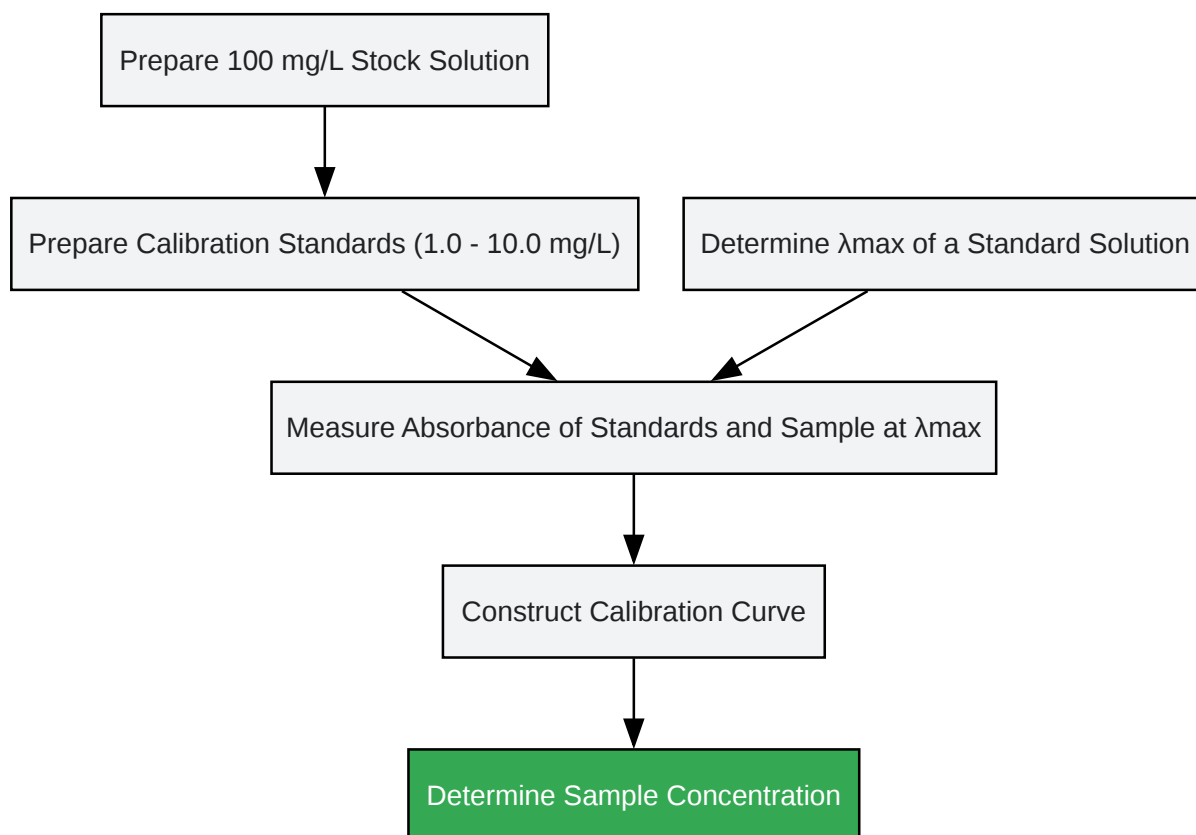 Prepare 100 mg/L Stock Solution
Prepare Calibration Standards (1.0 - 10.0 mg/L)
Determine λmax of a Standard Solution
Measure Absorbance of Standards and Sample at λmax
Construct Calibration Curve
Determine Sample Concentration